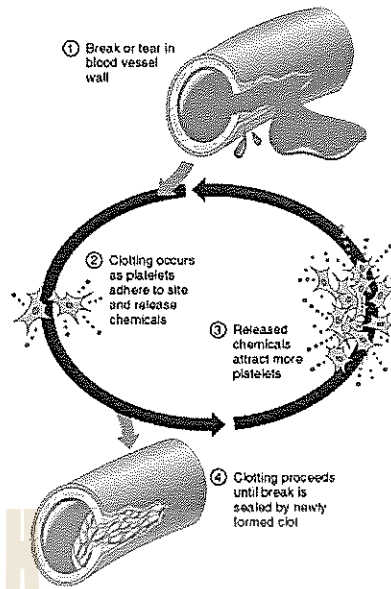 ① Break or tear in
blood vessel
wall
② Clotting occurs
as platelets
adhere to site
and release
chemicals
③ Released
chemicals
attract more
platelets
④ Clotting proceeds
until break is
sealed by newly
formed clot
H